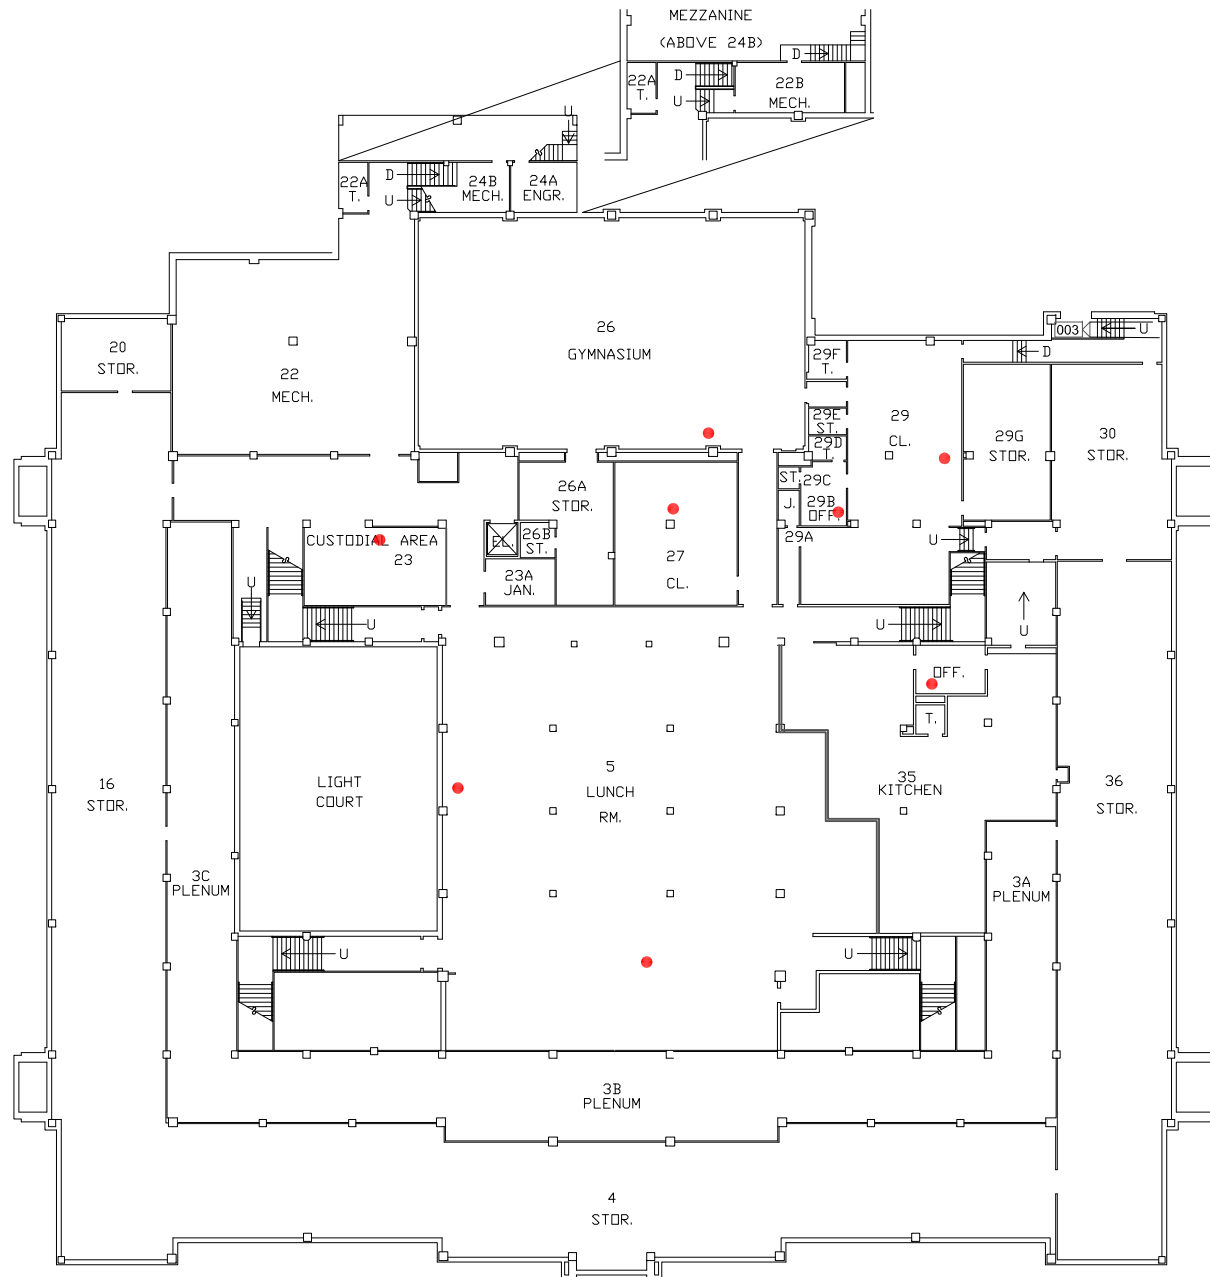 MEZZANINE
(ABOVE 24B)
D
22A
T.
D
U
22B
MECH.
U
22A
T.
D
U
24B
MECH.
24A
ENGR.
26
GYMNASIUM
003
U
D
20
STOR.
22
MECH.
29F
T.
29
CL.
29E
ST.
29D
T.
29G
STOR.
30
STOR.
26A
STOR.
ST.
29C
J.
29B
OFF.
CUSTODIAL AREA
23
EL.
26B
ST.
27
CL.
29A
U
23A
JAN.
U
U
U
U
OFF.
T.
16
STOR.
LIGHT
COURT
5
LUNCH
RM.
35
KITCHEN
36
STOR.
3C
PLENUM
3A
PLENUM
U
U
3B
PLENUM
4
STOR.